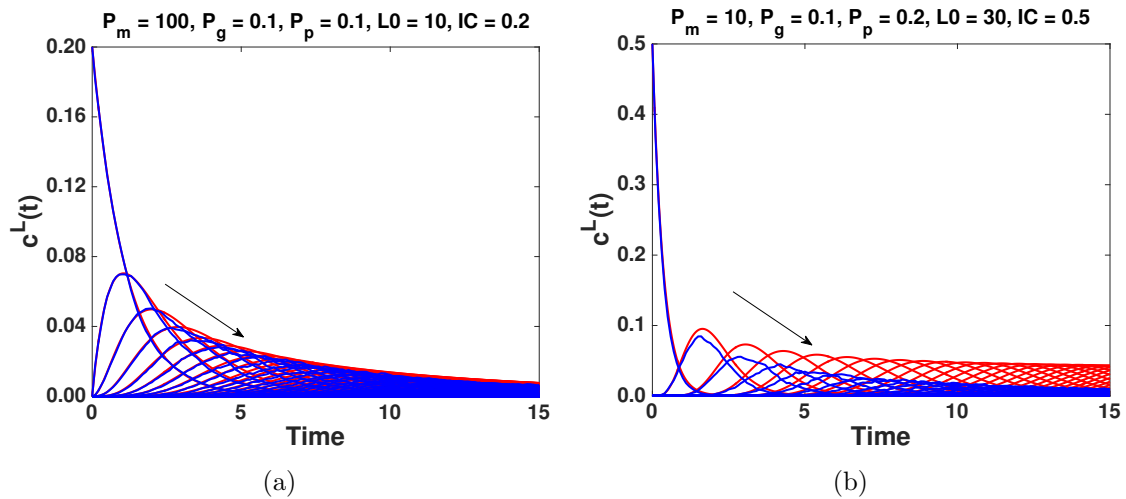 P_m = 100, P_g = 0.1, P_p = 0.1, L0 = 10, IC = 0.2
0.20
0.16
0.12
0.08
0.04
0.00
c^L(t)
0
5
10
15
Time
(a)
P_m = 10, P_g = 0.1, P_p = 0.2, L0 = 30, IC = 0.5
0.5
0.4
0.3
0.2
0.1
0.0
c^L(t)
0
5
10
15
Time
(b)